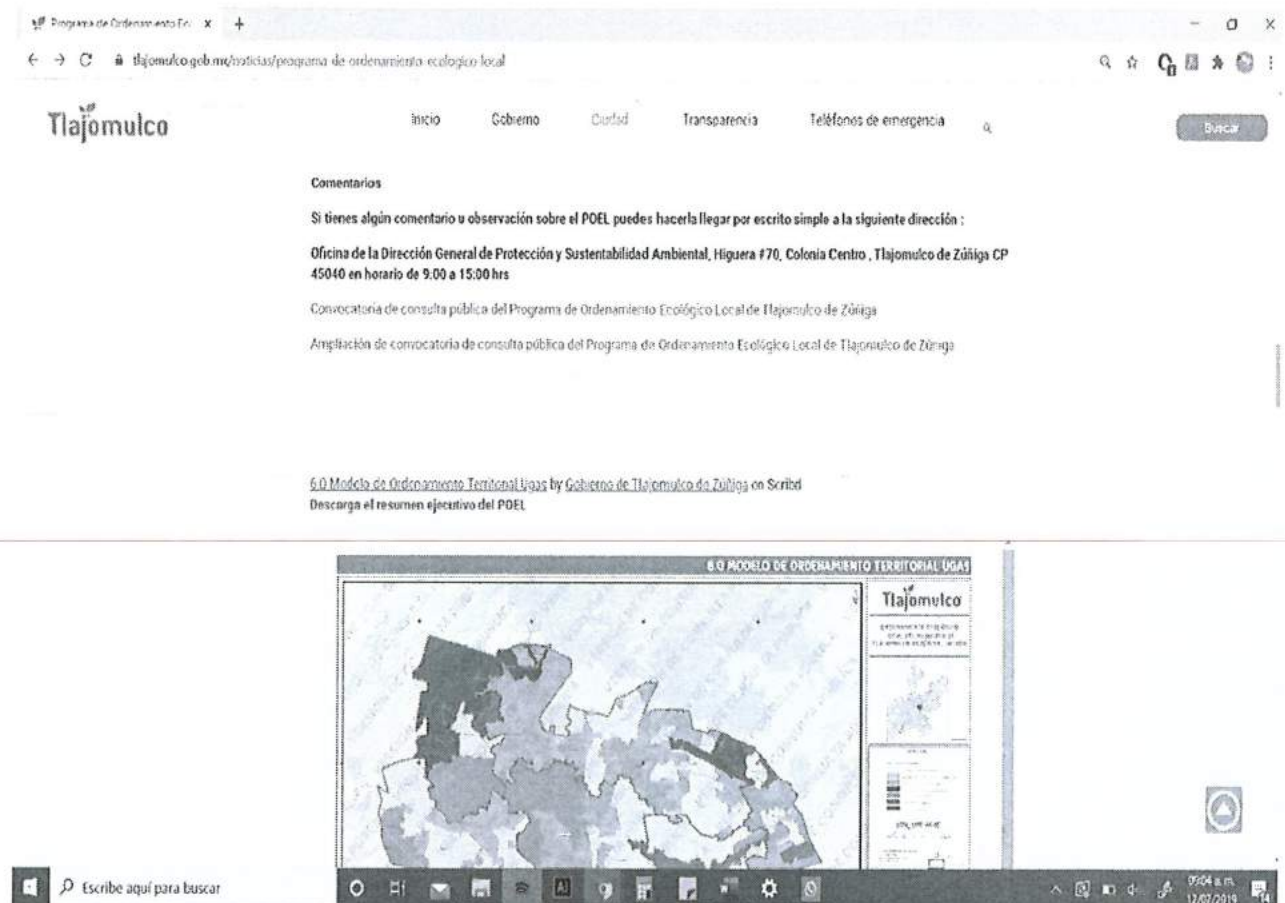 Programa de Ordenamiento Ec x +
tlajomulco.gob.mx/noticias/programa-de-ordenamiento-ecologico-local
Tlajomulco
Inicio Gobierno Ciudad Transparencia Teléfonos de emergencia Buscar
Comentarios
Si tienes algún comentario u observación sobre el POEL puedes hacerla llegar por escrito simple a la siguiente dirección :
Oficina de la Dirección General de Protección y Sustentabilidad Ambiental, Higuera #70, Colonia Centro , Tlajomulco de Zúñiga CP
45040 en horario de 9:00 a 15:00 hrs
Convocatoria de consulta pública del Programa de Ordenamiento Ecológico Local de Tlajomulco de Zúñiga
Ampliación de convocatoria de consulta pública del Programa de Ordenamiento Ecológico Local de Tlajomulco de Zúñiga
6.0 Modelo de Ordenamiento Territorial Ugas by Gobierno de Tlajomulco de Zúñiga on Scribd
Descarga el resumen ejecutivo del POEL
6.0 MODELO DE ORDENAMIENTO TERRITORIAL UGAS
Tlajomulco
Escribe aquí para buscar
09:04 a.m.
12/07/2019
14